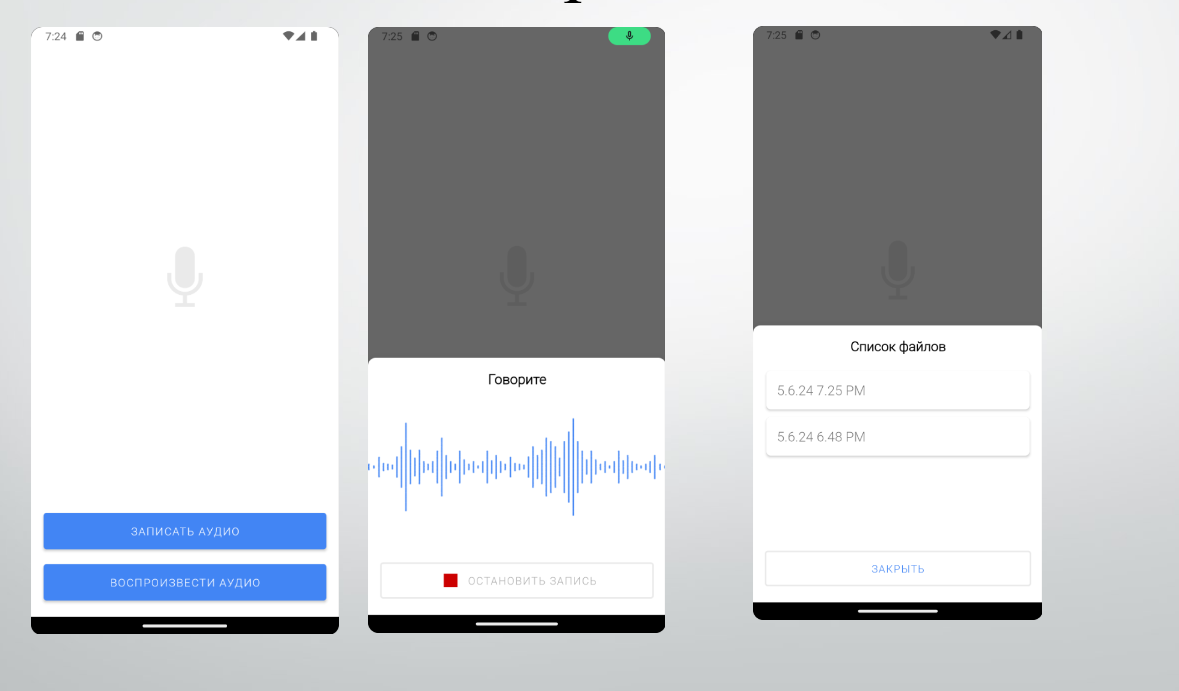 7:24
ЗАПИСАТЬ АУДИО
ВОСПРОИЗВЕСТИ АУДИО
7:25
Говорите
ОСТАНОВИТЬ ЗАПИСЬ
7:25
Список файлов
5.6.24 7.25 PM
5.6.24 6.48 PM
ЗАКРЫТЬ